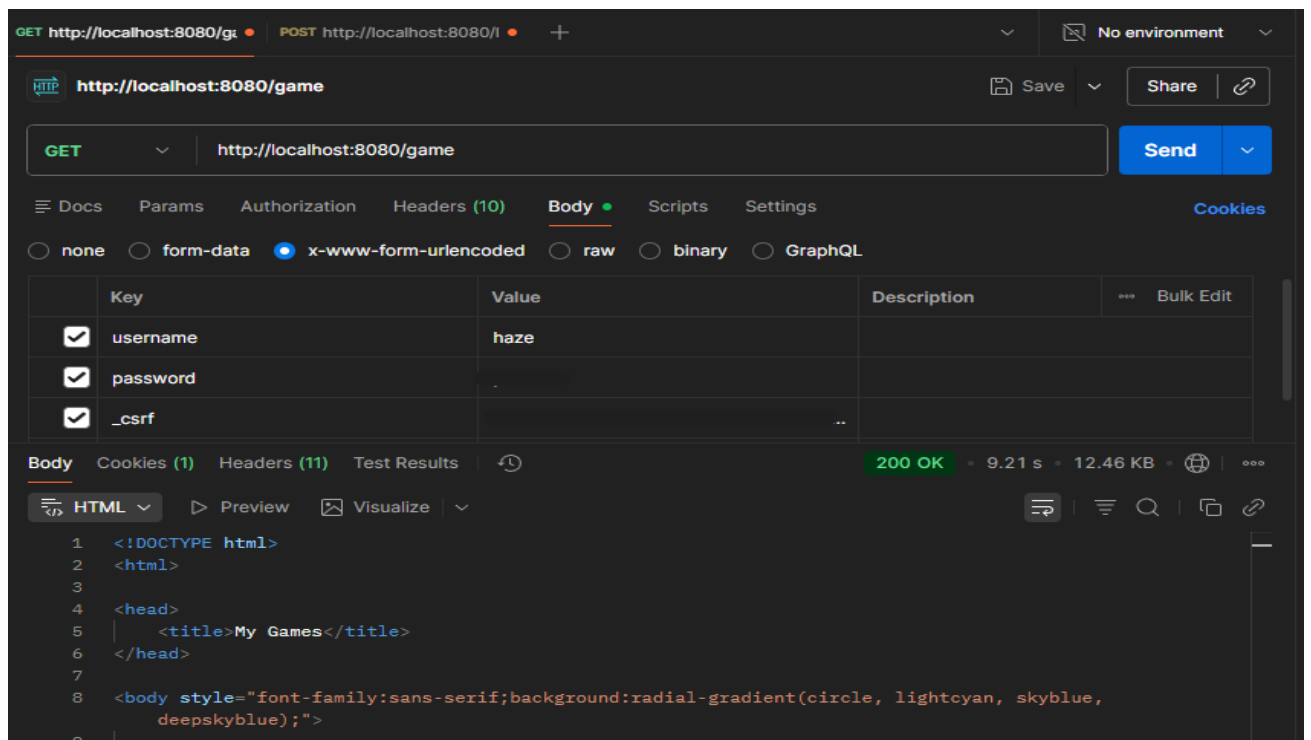 GET http://localhost:8080/ga POST http://localhost:8080/l No environment
HTTP http://localhost:8080/game Save Share
GET http://localhost:8080/game Send
Docs Params Authorization Headers (10) Body Scripts Settings Cookies
none form-data x-www-form-urlencoded raw binary GraphQL
Key Value Description Bulk Edit
username haze
password
_csrf ..
Body Cookies (1) Headers (11) Test Results 200 OK 9.21 s 12.46 KB
HTML Preview Visualize
1 <!DOCTYPE html>
2 <html>
3
4 <head>
5 <title>My Games</title>
6 </head>
7
8 <body style="font-family:sans-serif;background:radial-gradient(circle, lightcyan, skyblue,
deepskyblue);">